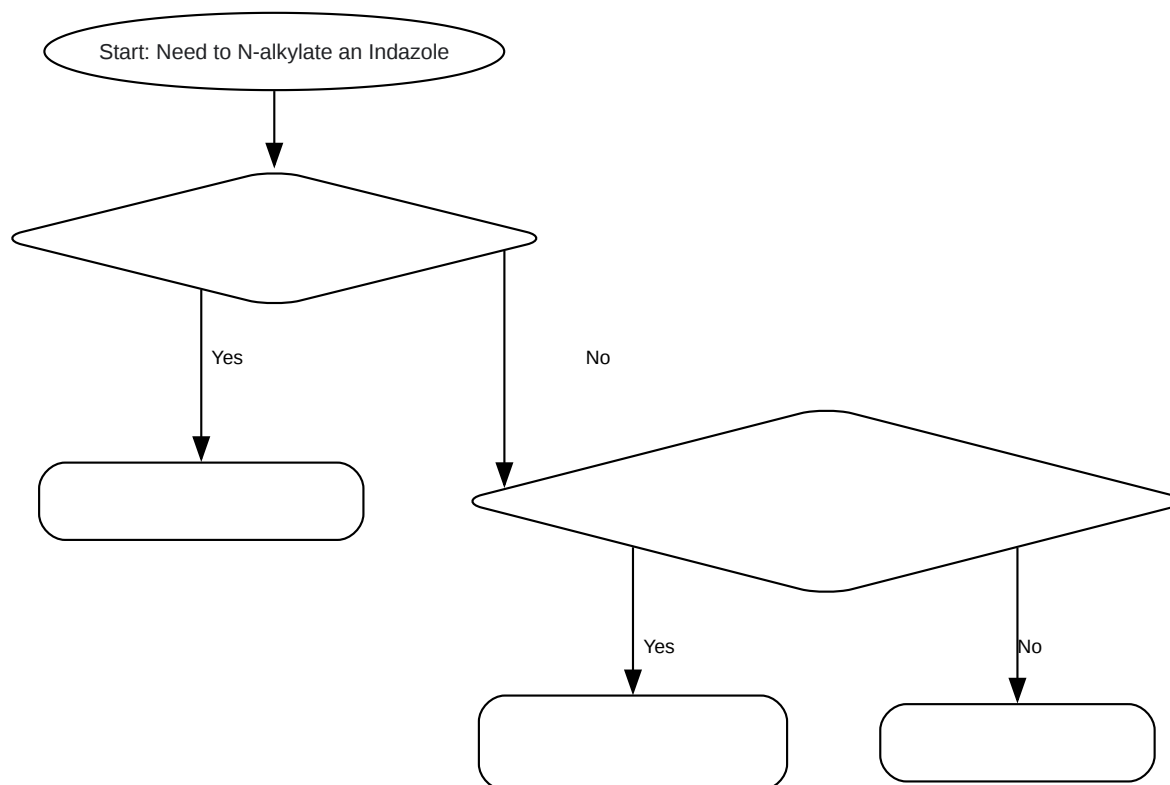 Start: Need to N-alkylate an Indazole
Yes
No
Yes
No